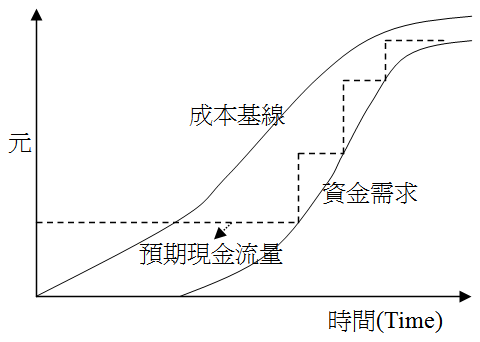 成本基線
元
資金需求
預期現金流量
時間(Time)